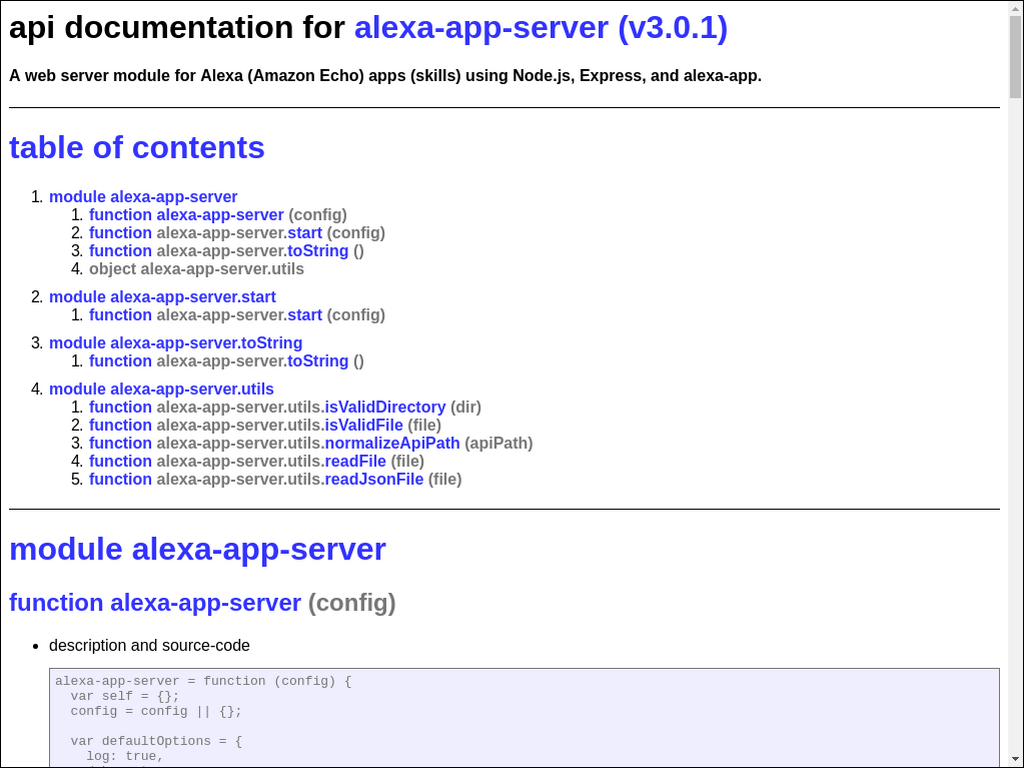 api documentation for alexa-app-server (v3.0.1)
A web server module for Alexa (Amazon Echo) apps (skills) using Node.js, Express, and alexa-app.
table of contents
1. module alexa-app-server
1. function alexa-app-server (config)
2. function alexa-app-server.start (config)
3. function alexa-app-server.toString ()
4. object alexa-app-server.utils
2. module alexa-app-server.start
1. function alexa-app-server.start (config)
3. module alexa-app-server.toString
1. function alexa-app-server.toString ()
4. module alexa-app-server.utils
1. function alexa-app-server.utils.isValidDirectory (dir)
2. function alexa-app-server.utils.isValidFile (file)
3. function alexa-app-server.utils.normalizeApiPath (apiPath)
4. function alexa-app-server.utils.readFile (file)
5. function alexa-app-server.utils.readJsonFile (file)
module alexa-app-server
function alexa-app-server (config)
• description and source-code
alexa-app-server = function (config) {
var self = {};
config = config || {};
var defaultOptions = {
log: true,